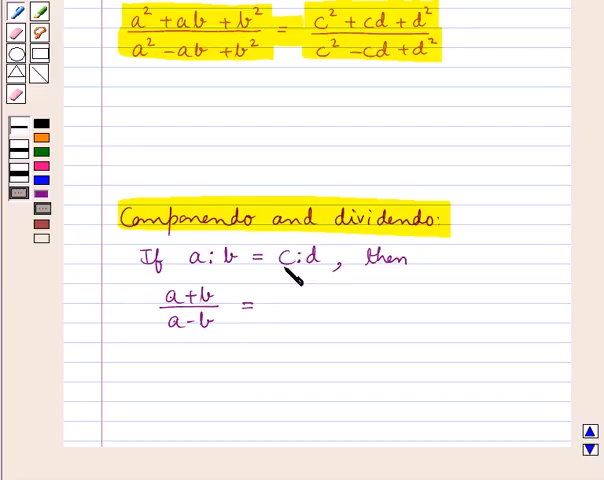 a² + ab + b² / a² - ab + b² = c² + cd + d² / c² - cd + d²
Componendo and dividendo:
If a : b = c : d , then
a + b / a - b =